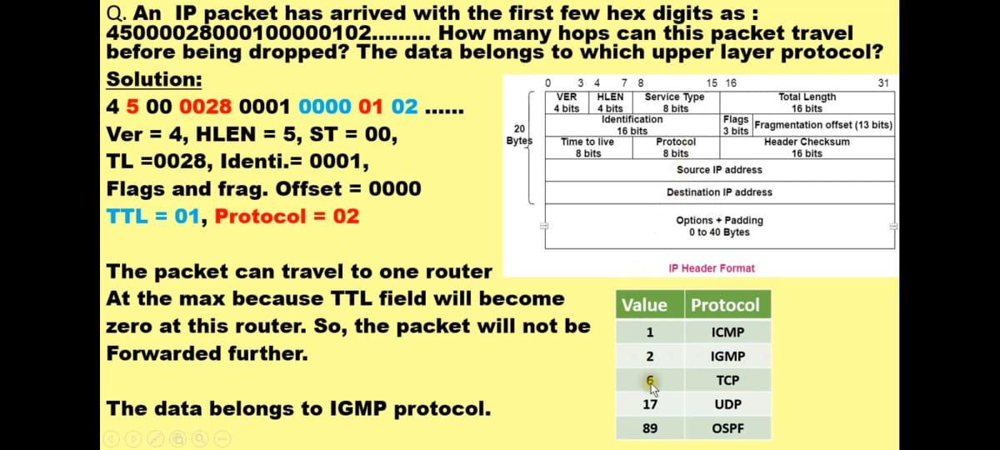 Q. An IP packet has arrived with the first few hex digits as :
45000028000100000102......... How many hops can this packet travel
before being dropped? The data belongs to which upper layer protocol?
Solution:
4 5 00 0028 0001 0000 01 02 ......
Ver = 4, HLEN = 5, ST = 00,
TL =0028, Identi.= 0001,
Flags and frag. Offset = 0000
TTL = 01, Protocol = 02
The packet can travel to one router
At the max because TTL field will become
zero at this router. So, the packet will not be
Forwarded further.
The data belongs to IGMP protocol.
0 3 4 7 8 15 16 31
VER HLEN Service Type Total Length
4 bits 4 bits 8 bits 16 bits
Identification Flags Fragmentation offset (13 bits)
16 bits 3 bits
20
Bytes
Time to live Protocol Header Checksum
8 bits 8 bits 16 bits
Source IP address
Destination IP address
Options + Padding
0 to 40 Bytes
IP Header Format
Value Protocol
1 ICMP
2 IGMP
6 TCP
17 UDP
89 OSPF